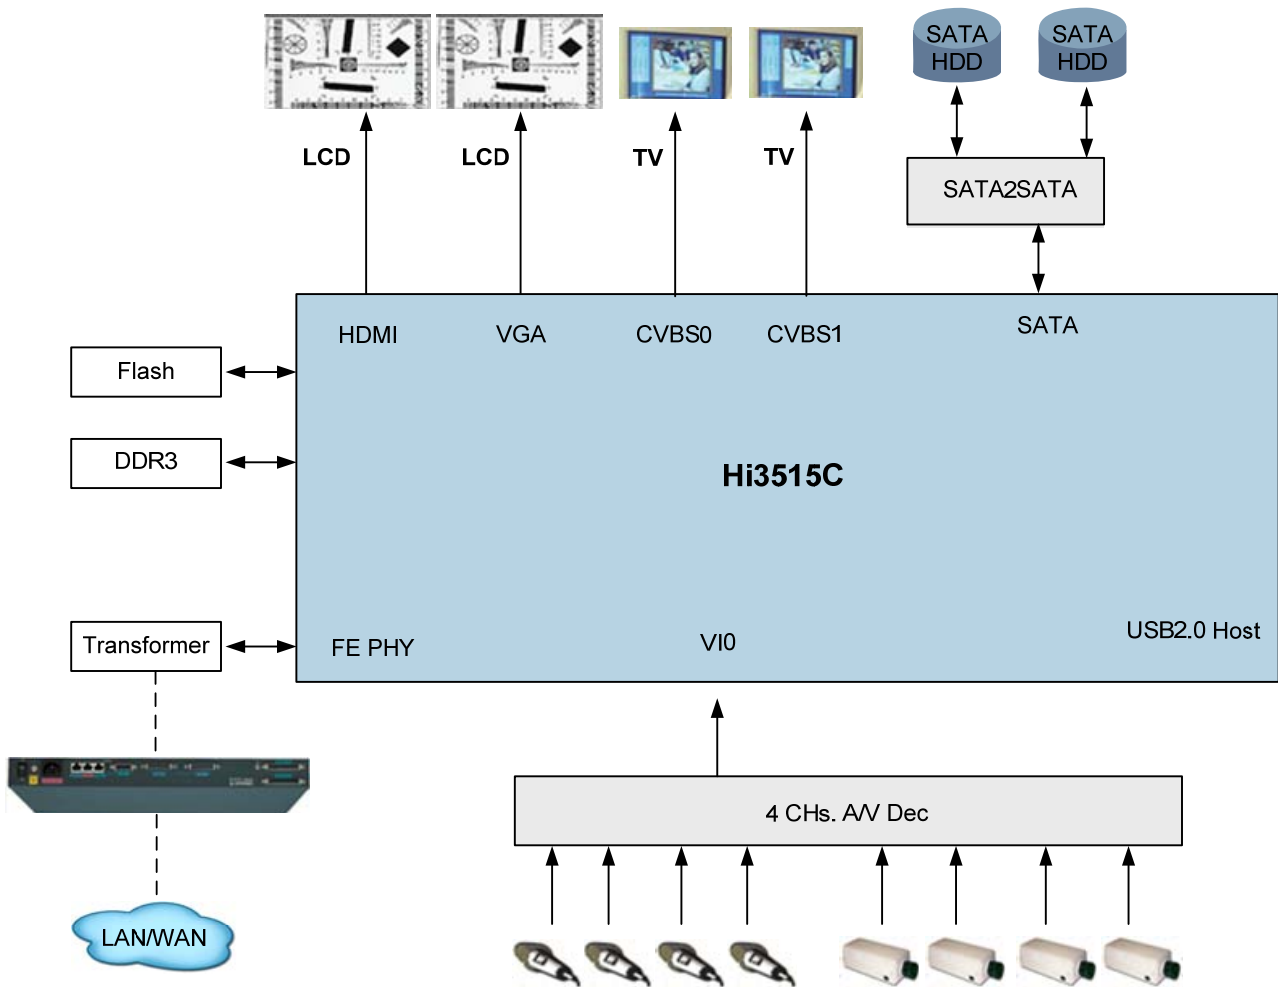 SATA
HDD
SATA
HDD
LCD
LCD
TV
TV
SATA2SATA
HDMI
VGA
CVBS0
CVBS1
SATA
Flash
DDR3
Hi3515C
Transformer
FE PHY
VI0
USB2.0 Host
4 CHs. A/V Dec
LAN/WAN